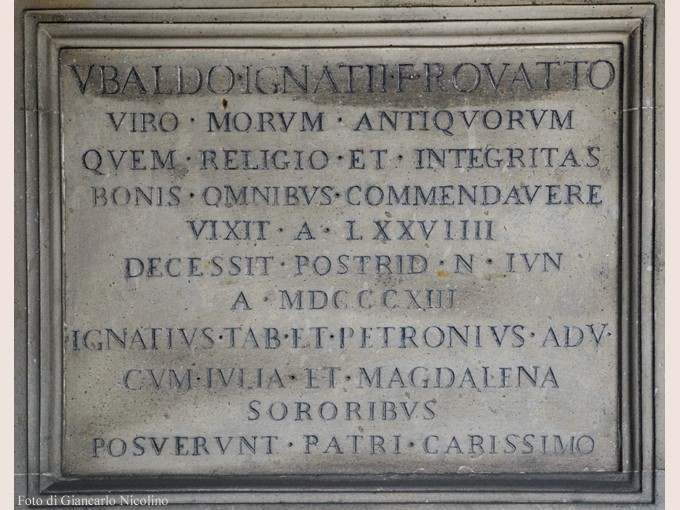 VBALDO·IGNATII·F·ROVATTO
VIRO · MORVM · ANTIQVORVM
QVEM · RELIGIO · ET · INTEGRITAS
BONIS · OMNIBVS · COMMENDAVERE
VIXIT · A · LXXVIIII
DECESSIT · POSTRID · N · IVN
A · MDCCCXIII
IGNATIVS · TAB · ET · PETRONIVS · ADV ·
CVM · IVLIA · ET · MAGDALENA
SORORIBVS
POSVERVNT · PATRI · CARISSIMO
Foto di Giancarlo Nicolino